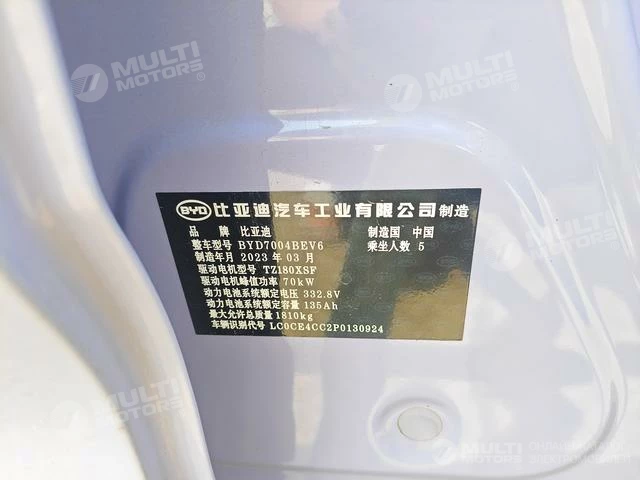 MULTI MOTORS®
MULTI MOTORS®
BYD 比亚迪汽车工业有限公司 制造
品 牌 比亚迪 制造国 中国
整车型号 BYD7004BEV6 乘坐人数 5
制造年月 2023 年 03 月
驱动电机型号 TZ180XSF
驱动电机峰值功率 70kW
动力电池系统额定电压 332.8V
动力电池系统额定容量 135Ah
最大允许总质量 1810kg
车辆识别代号 LC0CE4CC2P0130924
MULTI MOTORS
MULTI MOTORS